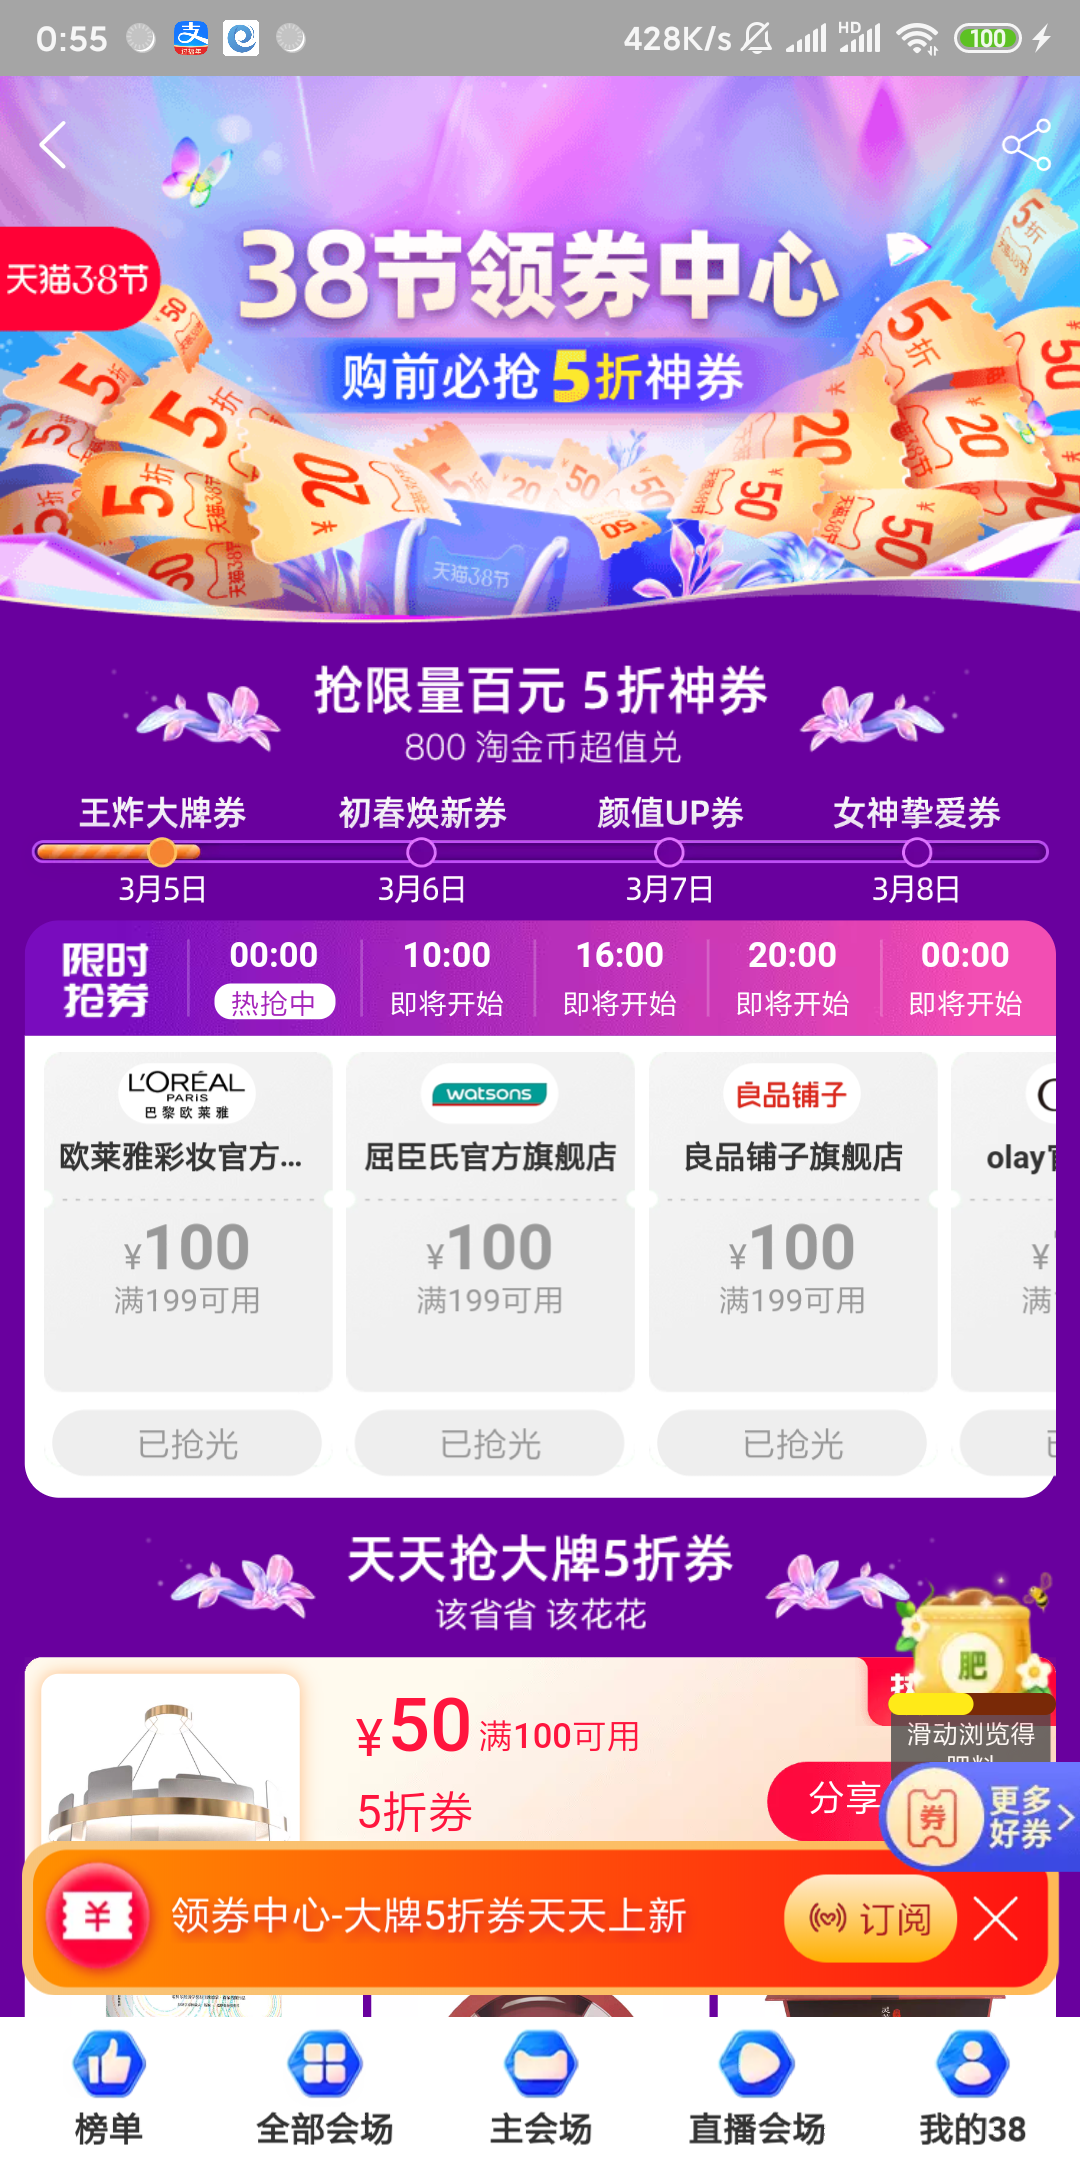 0:55
428K/s
HD
100
天猫3.8节
38节领券中心
购前必抢5折神券
天猫3.8节
抢限量百元 5折神券
800 淘金币超值兑
王炸大牌券 初春焕新券 颜值UP券 女神挚爱券
3月5日 3月6日 3月7日 3月8日
限时抢券
00:00 10:00 16:00 20:00 00:00
热抢中 即将开始 即将开始 即将开始 即将开始
L'ORÉAL
PARIS
巴黎欧莱雅
watsons
良品铺子
欧莱雅彩妆官方... 屈臣氏官方旗舰店 良品铺子旗舰店 olay
¥100 ¥100 ¥100 ¥
满199可用 满199可用 满199可用 满
已抢光 已抢光 已抢光
天天抢大牌5折券
该省省 该花花
肥
滑动浏览得
¥50 满100可用
5折券
分享
券
更多
好券
领券中心-大牌5折券天天上新
订阅
榜单 全部会场 主会场 直播会场 我的38